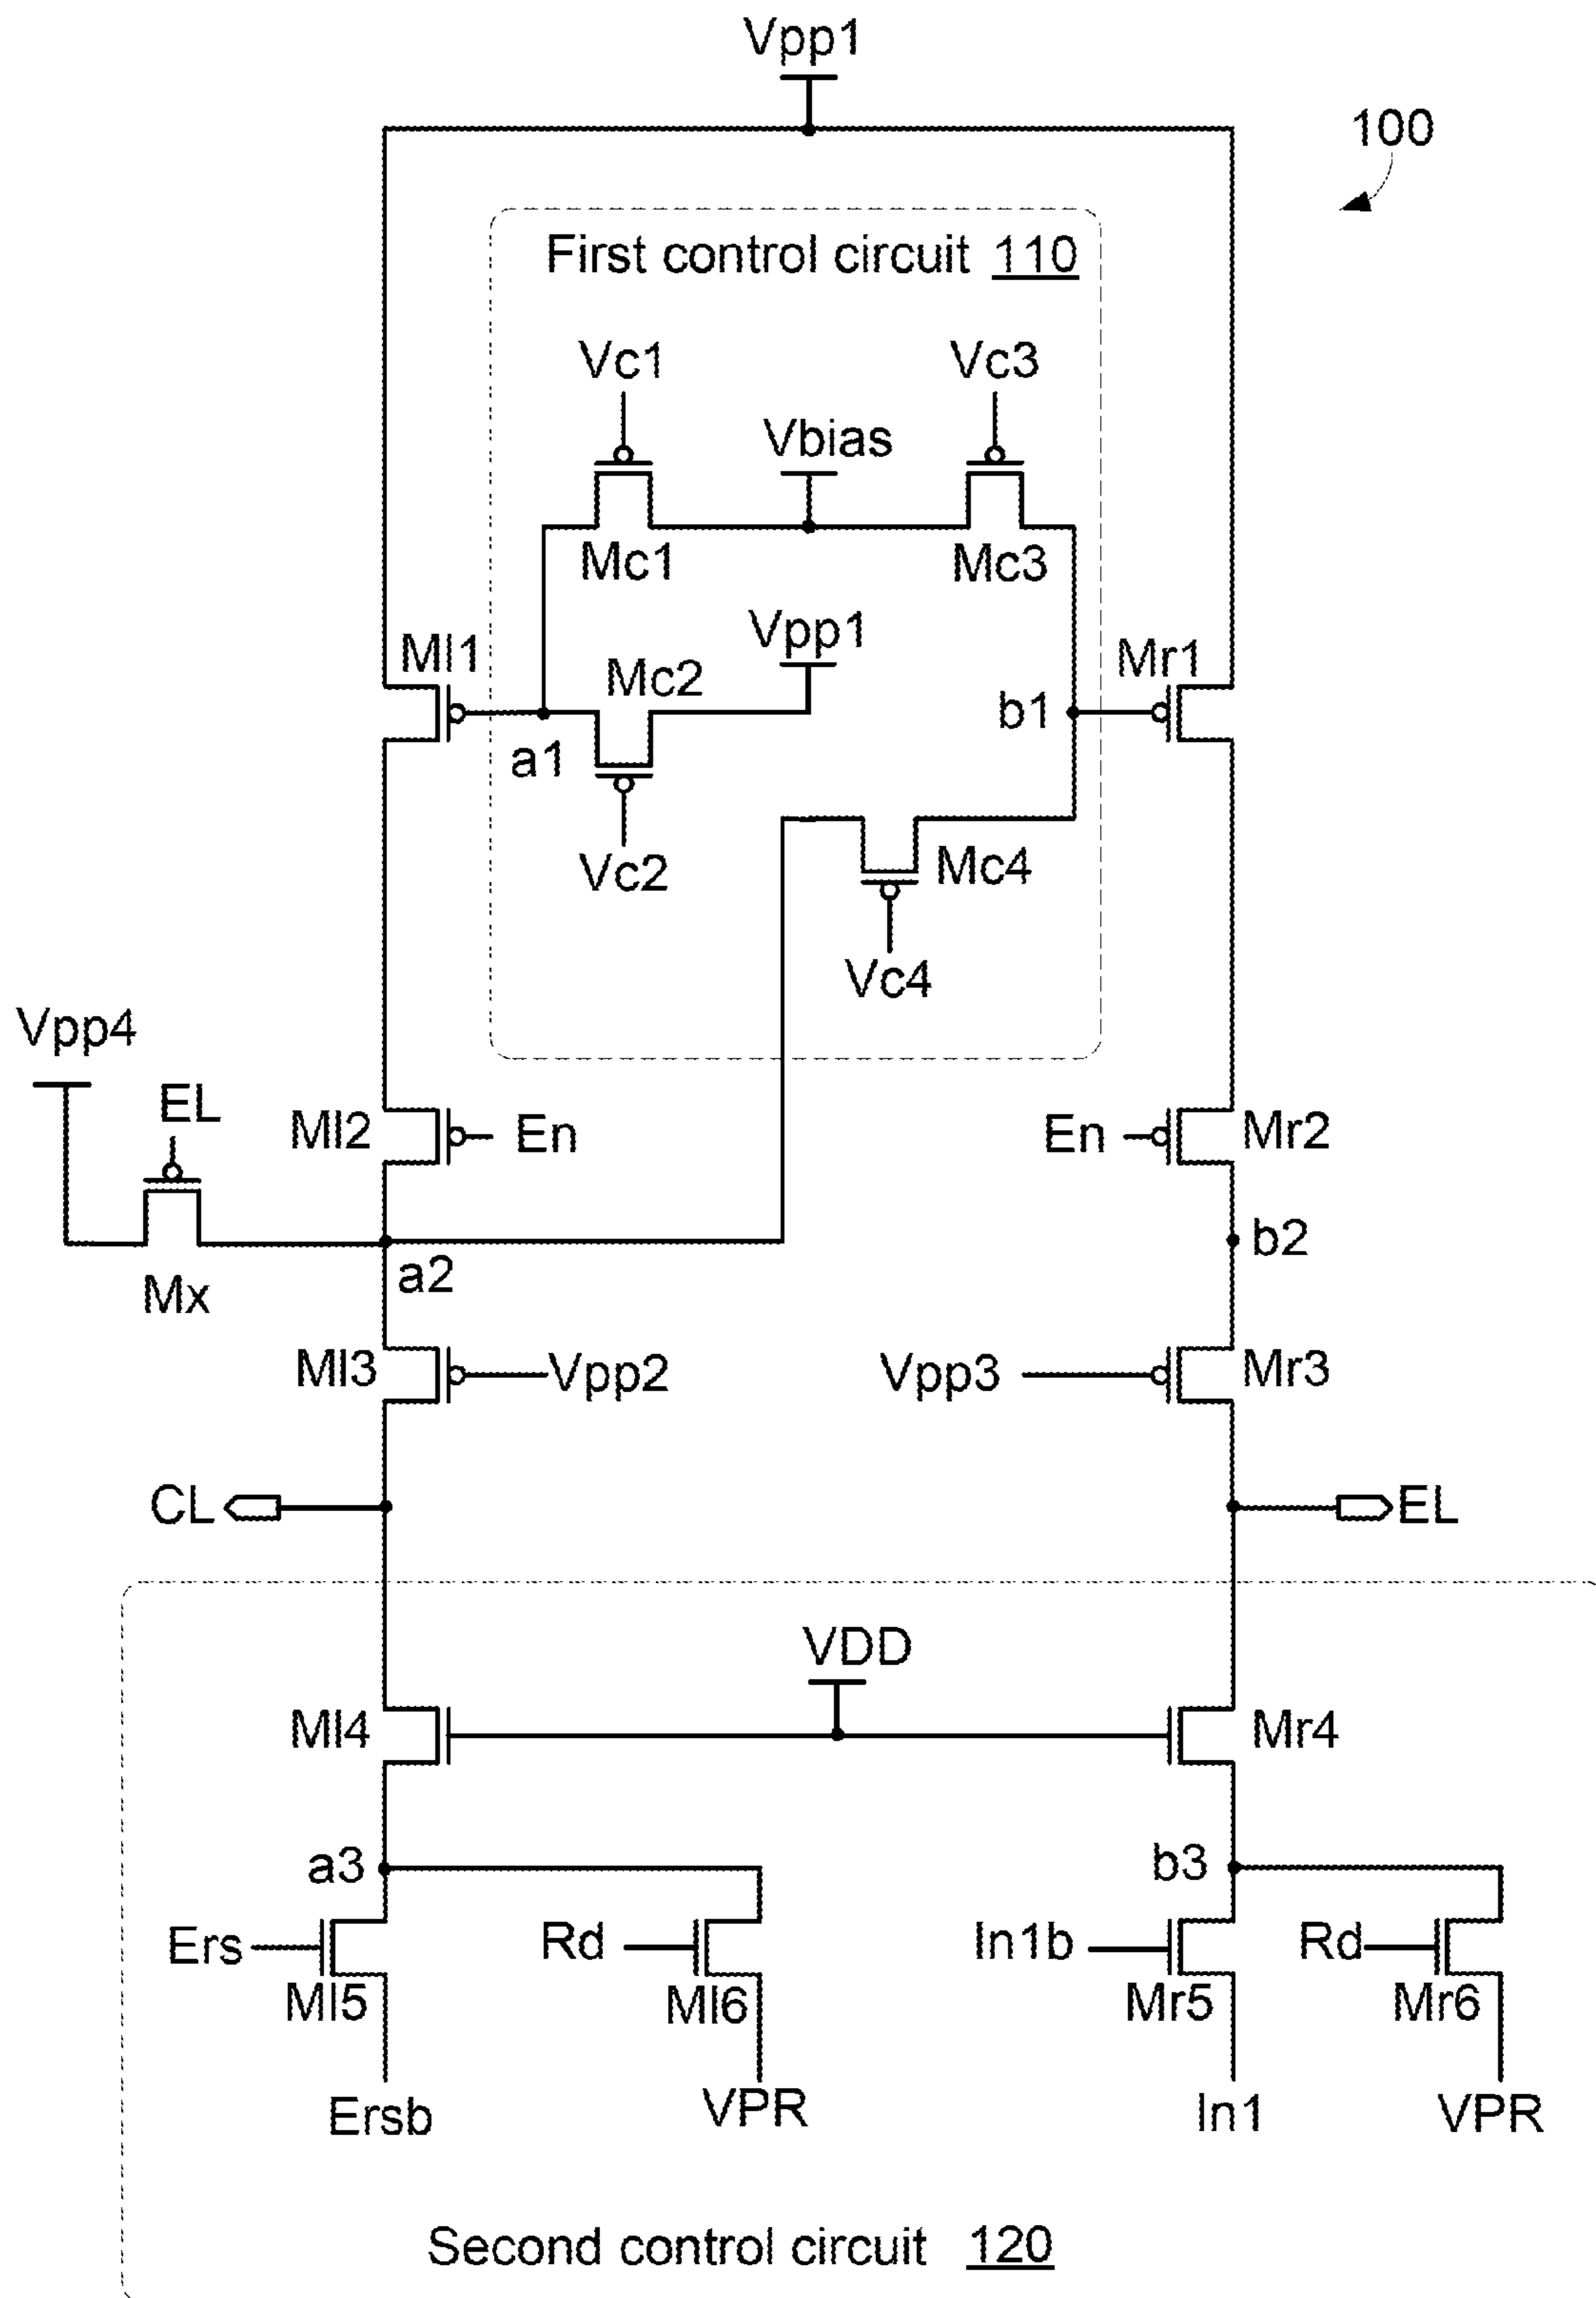 Vpp1
100
First control circuit 110
Vc1
Vc3
Vbias
Mc1
Mc3
Ml1
Mc2
Vpp1
Mr1
a1
b1
Vc2
Mc4
Vc4
Vpp4
EL
Ml2
En
En
Mr2
Mx
a2
b2
Ml3
Vpp2
Vpp3
Mr3
CL
EL
VDD
Ml4
Mr4
a3
b3
Ers
Rd
In1b
Rd
Ml5
Ml6
Mr5
Mr6
Ersb
VPR
In1
VPR
Second control circuit 120